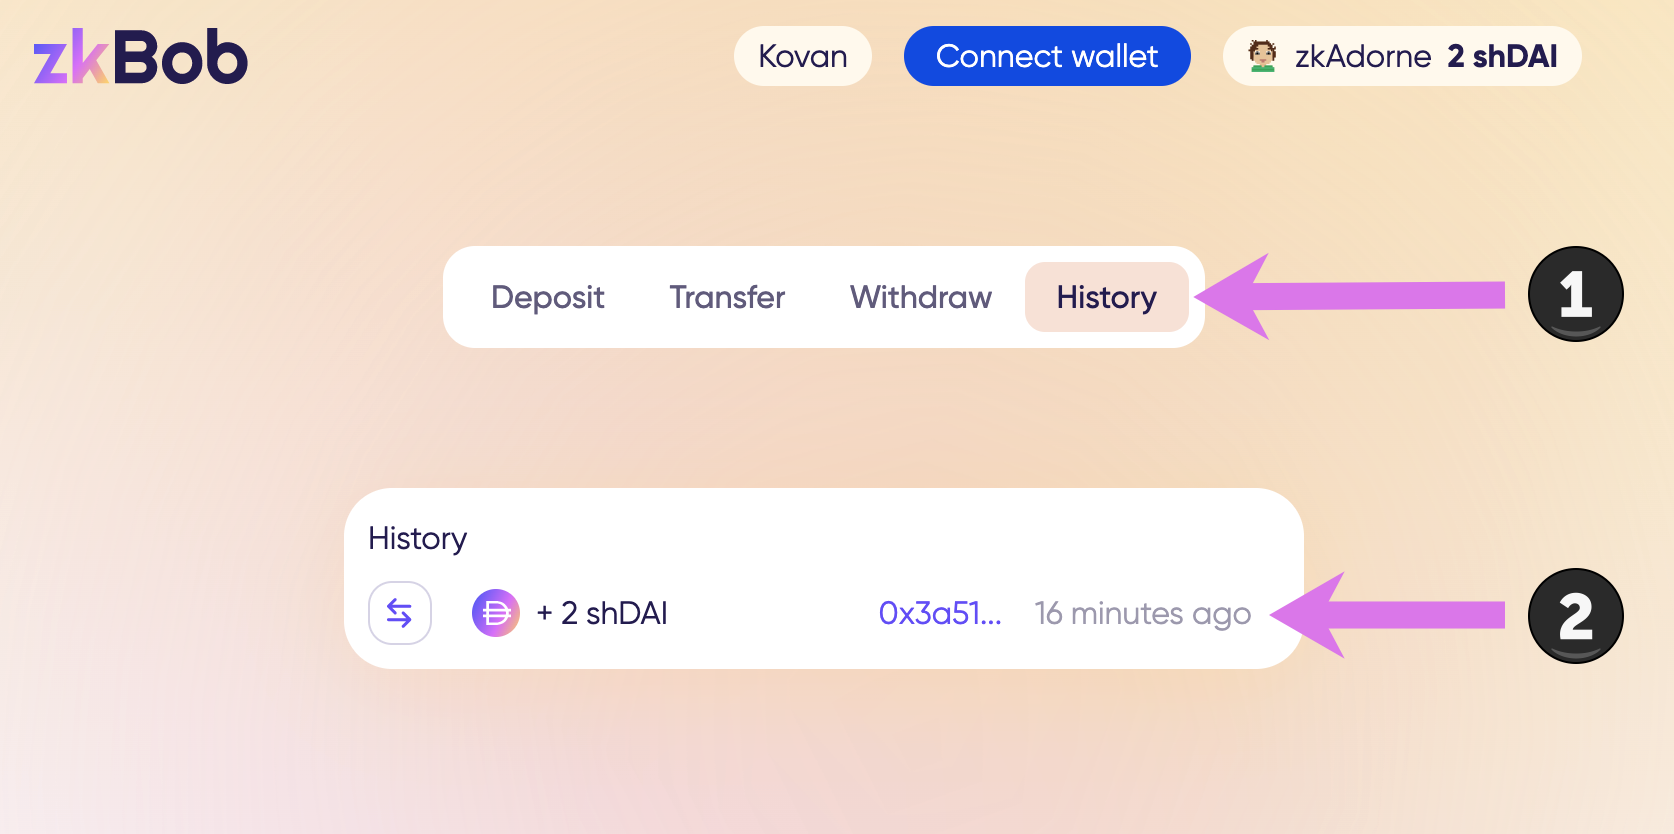 zkBob Kovan Connect wallet zkAdorne 2 shDAI
Deposit Transfer Withdraw History 1
History
+ 2 shDAI 0x3a51... 16 minutes ago 2